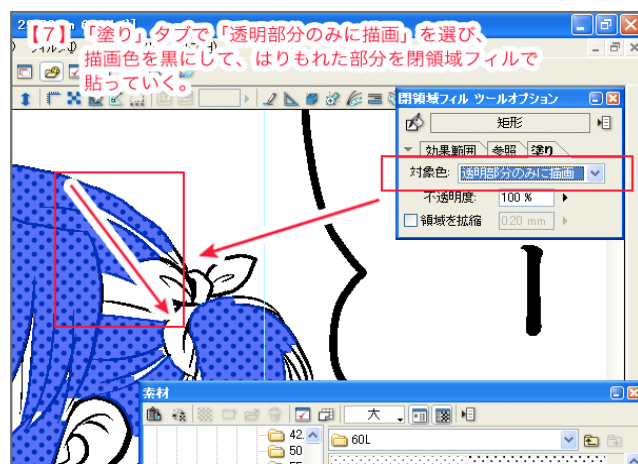 【7】「塗り」タブで「透明部分のみに描画」を選び、
描画色を黒にして、はりもれた部分を閉領域フィルで
貼っていく。
閉領域フィル ツールオプション
矩形
効果範囲 参照 塗り
対象色: 透明部分のみに描画
不透明度: 100 %
領域を拡縮 0.20 mm
ー
素材
大
42.
60L
50